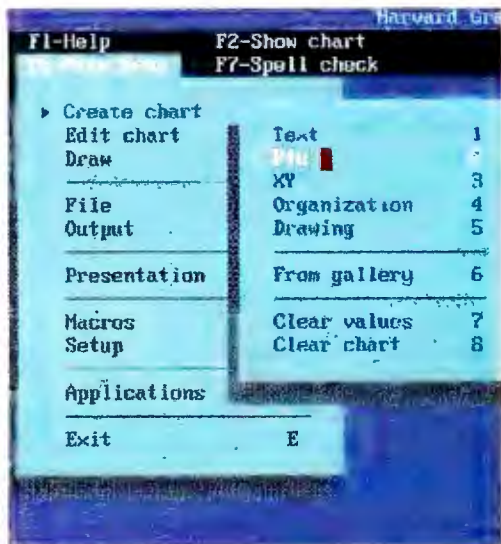 Harvard Gra
F1-Help F2-Show chart
F7-Spell check
Create chart
Edit chart
Draw
File
Output
Presentation
Macros
Setup
Applications
Exit E
Text 1
XY 3
Organization 4
Drawing 5
From gallery 6
Clear values 7
Clear chart 8